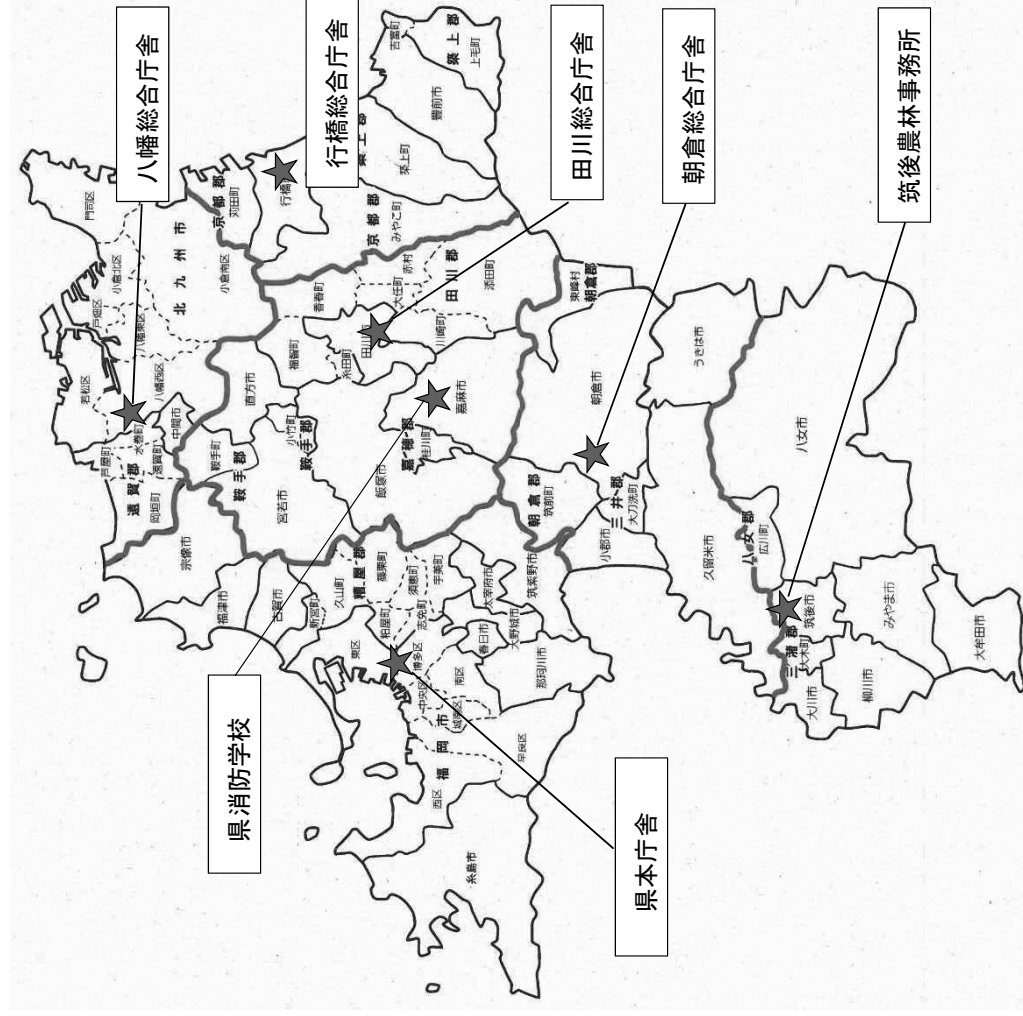 八幡総合庁舎
行橋総合庁舎
田川総合庁舎
朝倉総合庁舎
筑後農林事務所
県消防学校
県本庁舎
門司区
小倉北区
戸畑区
若松区
八幡東区
八幡西区
北九州市
小倉南区
京都郡
苅田町
行橋
築上郡
吉富町
上毛町
豊前市
築上郡
築上町
京都郡
みやこ町
芦屋町
水巻町
遠賀郡
遠賀町
岡垣町
中間市
鞍手町
鞍手郡
直方市
小竹町
鞍手郡
宮若市
福智町
香春町
糸田町
田川市
大任町
赤村
田川郡
川崎町
添田町
嘉麻市
嘉穂郡
桂川町
飯塚市
宗像市
福津市
古賀市
新宮町
久山町
糟屋郡
篠栗町
粕屋町
須恵町
志免町
宇美町
東区
博多区
中央区
南区
城南区
福岡市
西区
早良区
糸島市
春日市
大野城市
太宰府市
筑紫野市
那珂川市
朝倉郡
筑前町
東峰村
朝倉郡
朝倉市
小郡市
三井郡
大刀洗町
うきは市
久留米市
八女郡
広川町
八女市
筑後市
三潴郡
大木町
大川市
柳川市
みやま市
大牟田市